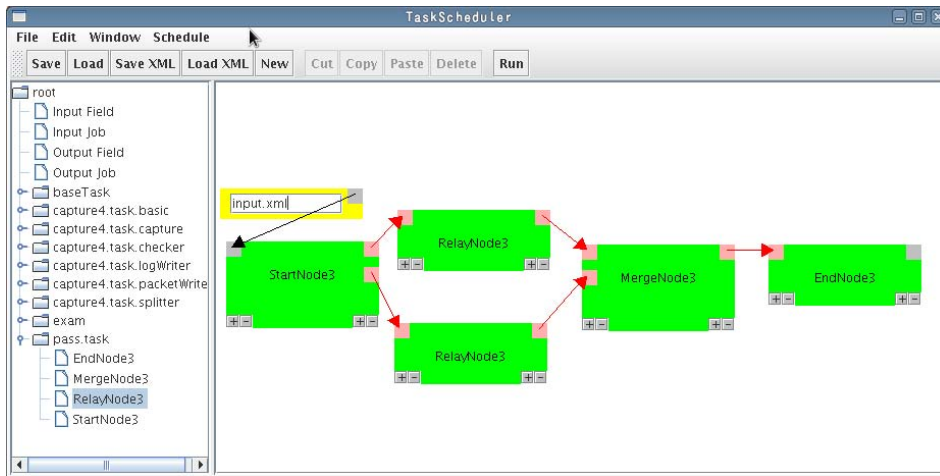 TaskScheduler
File Edit Window Schedule
Save Load Save XML Load XML New Cut Copy Paste Delete Run
root
Input Field
Input Job
Output Field
Output Job
baseTask
capture4.task.basic
capture4.task.capture
capture4.task.checker
capture4.task.logWriter
capture4.task.packetWrite
capture4.task.splitter
exam
pass.task
EndNode3
MergeNode3
RelayNode3
StartNode3
input.xml
StartNode3
RelayNode3
RelayNode3
MergeNode3
EndNode3